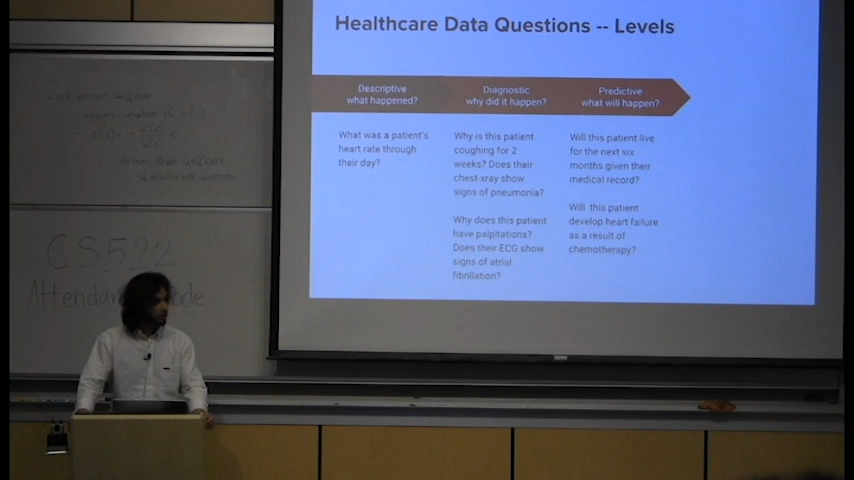 Healthcare Data Questions -- Levels
Descriptive
what happened?
Diagnostic
why did it happen?
Predictive
what will happen?
What was a patient's
heart rate through
their day?
Why is this patient
coughing for 2
weeks? Does their
chest-xray show
signs of pneumonia?
Why does this patient
have palpitations?
Does their ECG show
signs of atrial
fibrillation?
Will this patient live
for the next six
months given their
medical record?
Will this patient
develop heart failure
as a result of
chemotherapy?
CS522